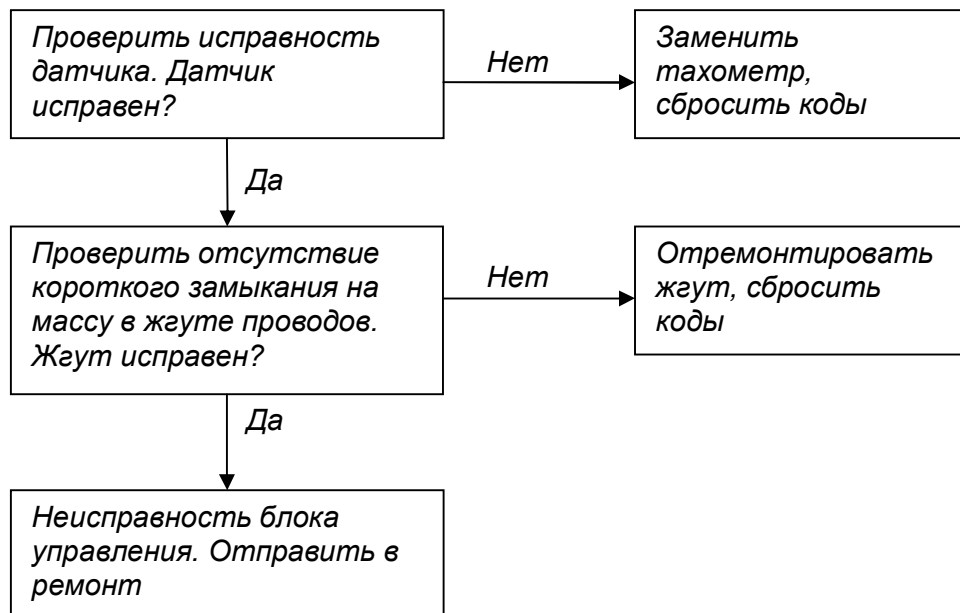 Проверить исправность
датчика. Датчик
исправен?
Нет
Заменить
тахометр,
сбросить коды
Да
Проверить отсутствие
короткого замыкания на
массу в жгуте проводов.
Жгут исправен?
Нет
Отремонтировать
жгут, сбросить
коды
Да
Неисправность блока
управления. Отправить в
ремонт